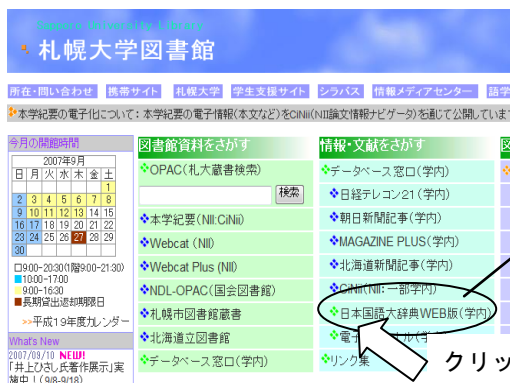 Sapporo University Library
札幌大学図書館
所在・問い合わせ 携帯サイト 札幌大学 学生支援サイト シラバス 情報メディアセンター 語学
本学紀要の電子化について：本学紀要の電子情報(本文など)をCiNii(NII論文情報ナビゲータ)を通じて公開していま
今月の開館時間
2007年9月
日 月 火 水 木 金 土
1
2 3 4 5 6 7 8
9 10 11 12 13 14 15
16 17 18 19 20 21 22
23 24 25 26 27 28 29
30
□9:00-20:30(1階9:00-21:30)
■10:00-17:00
9:00-16:30
■長期貸出返却期限日
>>平成19年度カレンダー
What's New
2007/09/10 NEW!
「井上ひさし氏著作展示」実
施中！(9/8-9/18)
図書館資料をさがす
OPAC(札大蔵書検索)
検索
本学紀要(NII:CiNii)
Webcat (NII)
Webcat Plus (NII)
NDL-OPAC(国会図書館)
札幌市図書館蔵書
北海道立図書館
データベース窓口(学内)
情報・文献をさがす
データベース窓口(学内)
日経テレコン21(学内)
朝日新聞記事(学内)
MAGAZINE PLUS(学内)
北海道新聞記事(学内)
CiNii(NII:一部学内)
日本国語大辞典WEB版(学内)
電子
ル(学
リンク集
クリッ